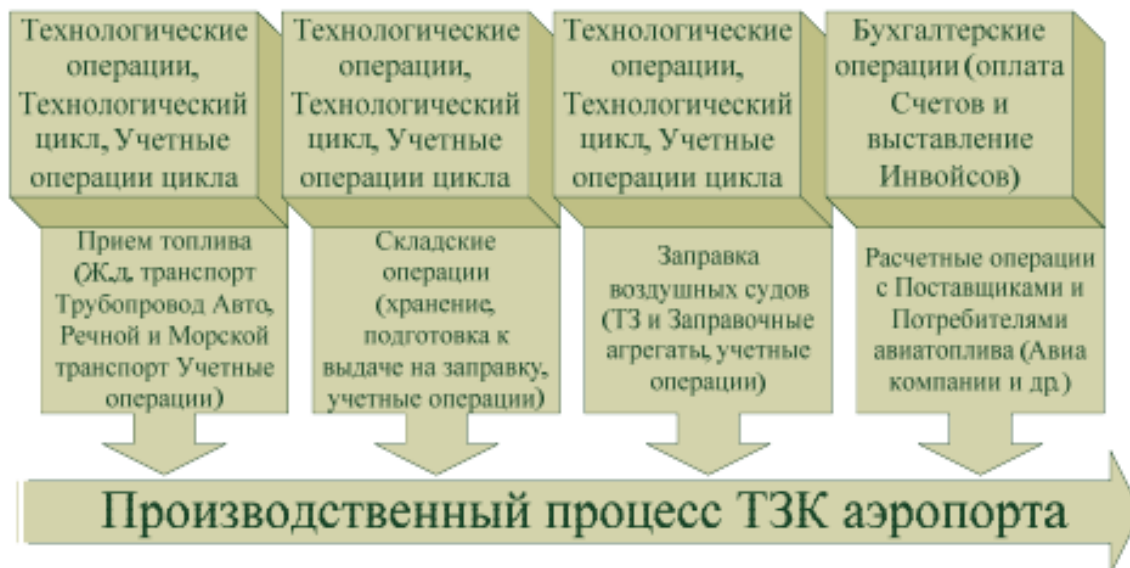 Технологические
операции,
Технологический
цикл, Учетные
операции цикла
Технологические
операции,
Технологический
цикл, Учетные
операции цикла
Технологические
операции,
Технологический
цикл, Учетные
операции цикла
Бухгалтерские
операции (оплата
Счетов и
выставление
Инвойсов)
Прием топлива
(Ж.д. транспорт
Трубопровод Авто,
Речной и Морской
транспорт Учетные
операции)
Складские
операции
(хранение,
подготовка к
выдаче на заправку,
учетные операции)
Заправка
воздушных судов
(ТЗ и Заправочные
агрегаты, учетные
операции)
Расчетные операции
с Поставщиками и
Потребителями
авиатоплива (Авиа
компании и др.)
Производственный процесс ТЗК аэропорта